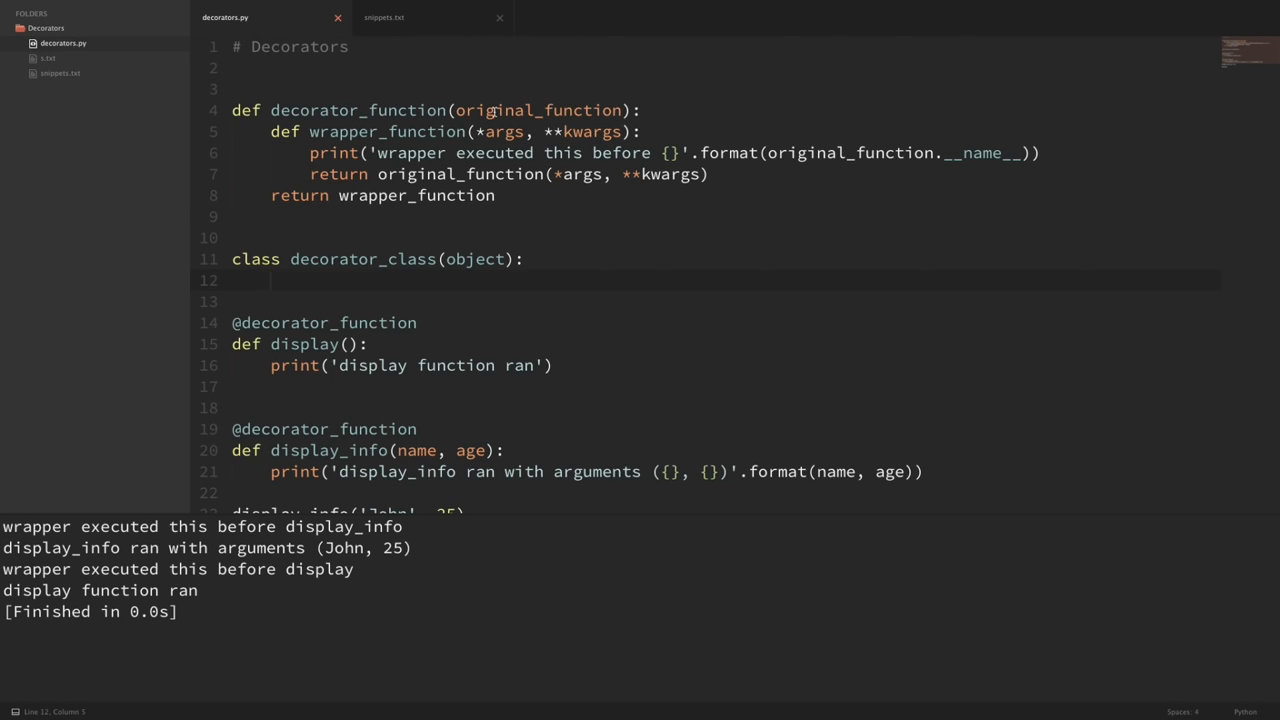 FOLDERS
Decorators
decorators.py
s.txt
snippets.txt
decorators.py
snippets.txt
1 # Decorators
2
3
4 def decorator_function(original_function):
5     def wrapper_function(*args, **kwargs):
6         print('wrapper executed this before {}'.format(original_function.__name__))
7         return original_function(*args, **kwargs)
8     return wrapper_function
9
10
11 class decorator_class(object):
12
13
14 @decorator_function
15 def display():
16     print('display function ran')
17
18
19 @decorator_function
20 def display_info(name, age):
21     print('display_info ran with arguments ({}, {})'.format(name, age))
22
23 display_info('John', 25)
wrapper executed this before display_info
display_info ran with arguments (John, 25)
wrapper executed this before display
display function ran
[Finished in 0.0s]
Line 12, Column 5
Spaces: 4
Python